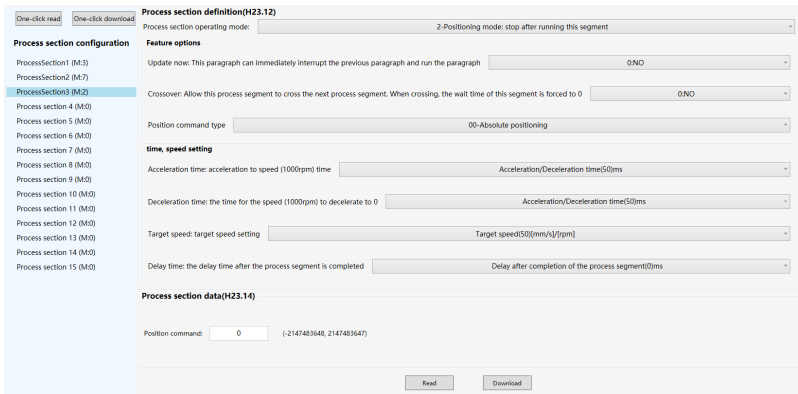 One-click read
One-click download
Process section configuration
ProcessSection1 (M:3)
ProcessSection2 (M:7)
ProcessSection3 (M:2)
Process section 4 (M:0)
Process section 5 (M:0)
Process section 6 (M:0)
Process section 7 (M:0)
Process section 8 (M:0)
Process section 9 (M:0)
Process section 10 (M:0)
Process section 11 (M:0)
Process section 12 (M:0)
Process section 13 (M:0)
Process section 14 (M:0)
Process section 15 (M:0)
Process section definition(H23.12)
Process section operating mode: 2-Positioning mode: stop after running this segment
Feature options
Update now: This paragraph can immediately interrupt the previous paragraph and run the paragraph 0:NO
Crossover: Allow this process segment to cross the next process segment. When crossing, the wait time of this segment is forced to 0 0:NO
Position command type 00-Absolute positioning
time, speed setting
Acceleration time: acceleration to speed (1000rpm) time Acceleration/Deceleration time(50)ms
Deceleration time: the time for the speed (1000rpm) to decelerate to 0 Acceleration/Deceleration time(50)ms
Target speed: target speed setting Target speed(50)[mm/s]/[rpm]
Delay time: the delay time after the process segment is completed Delay after completion of the process segment(0)ms
Process section data(H23.14)
Position command: 0 (-2147483648, 2147483647)
Read Download